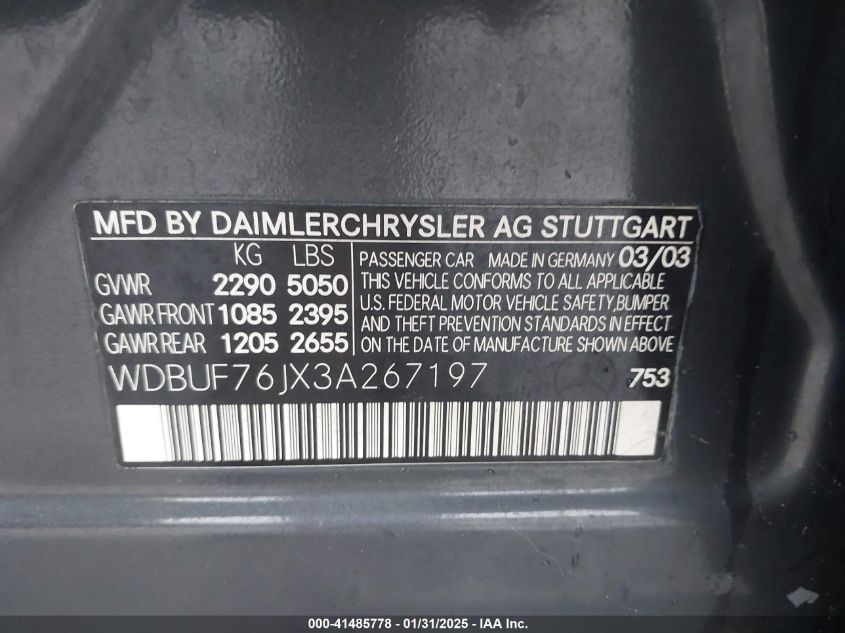 MFD BY DAIMLERCHRYSLER AG STUTTGART
KG LBS
GVWR 2290 5050
GAWR FRONT 1085 2395
GAWR REAR 1205 2655
PASSENGER CAR MADE IN GERMANY 03/03
THIS VEHICLE CONFORMS TO ALL APPLICABLE
U.S. FEDERAL MOTOR VEHICLE SAFETY,BUMPER
AND THEFT PREVENTION STANDARDS IN EFFECT
ON THE DATE OF MANUFACTURE SHOWN ABOVE
WDBUF76JX3A267197 753
000-41485778 - 01/31/2025 - IAA Inc.